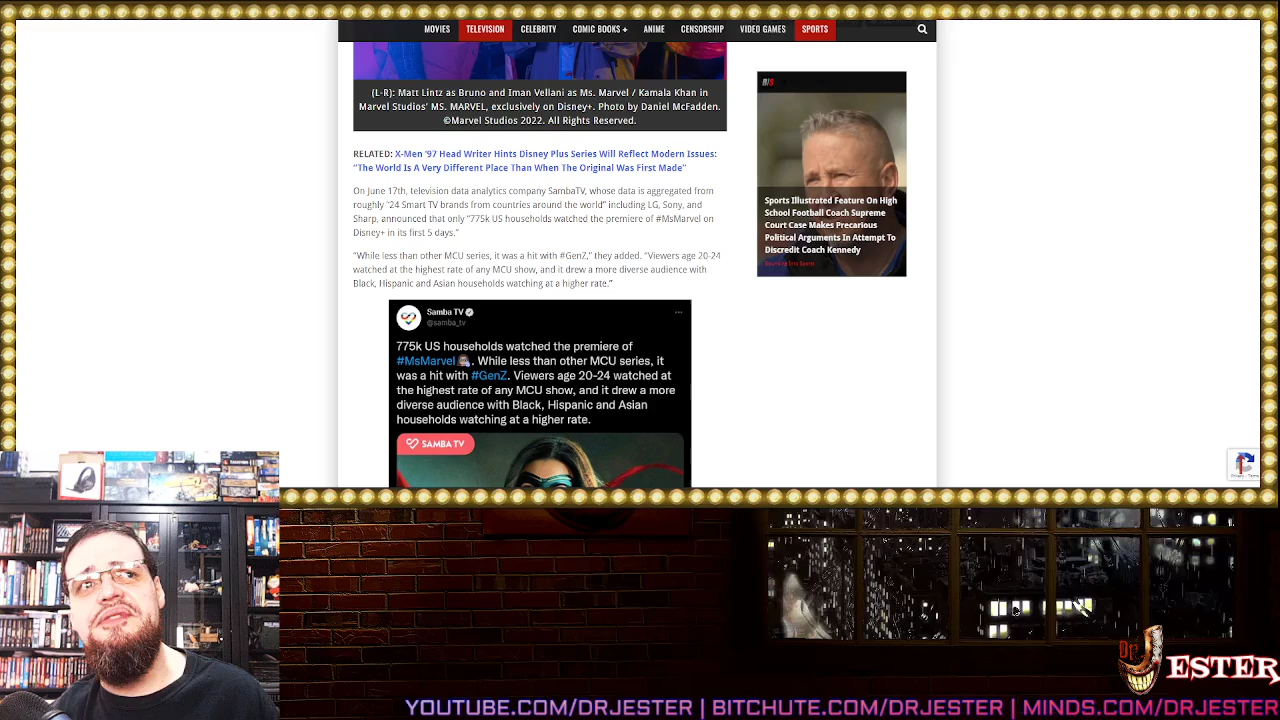 MOVIES TELEVISION CELEBRITY COMIC BOOKS + ANIME CENSORSHIP VIDEO GAMES SPORTS
(L-R): Matt Lintz as Bruno and Iman Vellani as Ms. Marvel / Kamala Khan in
Marvel Studios' MS. MARVEL, exclusively on Disney+. Photo by Daniel McFadden.
©Marvel Studios 2022. All Rights Reserved.
RELATED: X-Men '97 Head Writer Hints Disney Plus Series Will Reflect Modern Issues:
"The World Is A Very Different Place Than When The Original Was First Made"
On June 17th, television data analytics company SambaTV, whose data is aggregated from
roughly "24 Smart TV brands from countries around the world" including LG, Sony, and
Sharp, announced that only "775k US households watched the premiere of #MsMarvel on
Disney+ in its first 5 days."
"While less than other MCU series, it was a hit with #GenZ," they added. "Viewers age 20-24
watched at the highest rate of any MCU show, and it drew a more diverse audience with
Black, Hispanic and Asian households watching at a higher rate."
Samba TV
@samba_tv
775k US households watched the premiere of
#MsMarvel. While less than other MCU series, it
was a hit with #GenZ. Viewers age 20-24 watched at
the highest rate of any MCU show, and it drew a more
diverse audience with Black, Hispanic and Asian
households watching at a higher rate.
SAMBA TV
Sports Illustrated Feature On High
School Football Coach Supreme
Court Case Makes Precarious
Political Arguments In Attempt To
Discredit Coach Kennedy
Bounding Into Sports
Privacy - Terms
Dr
JESTER
YOUTUBE.COM/DRJESTER | BITCHUTE.COM/DRJESTER | MINDS.COM/DRJESTER